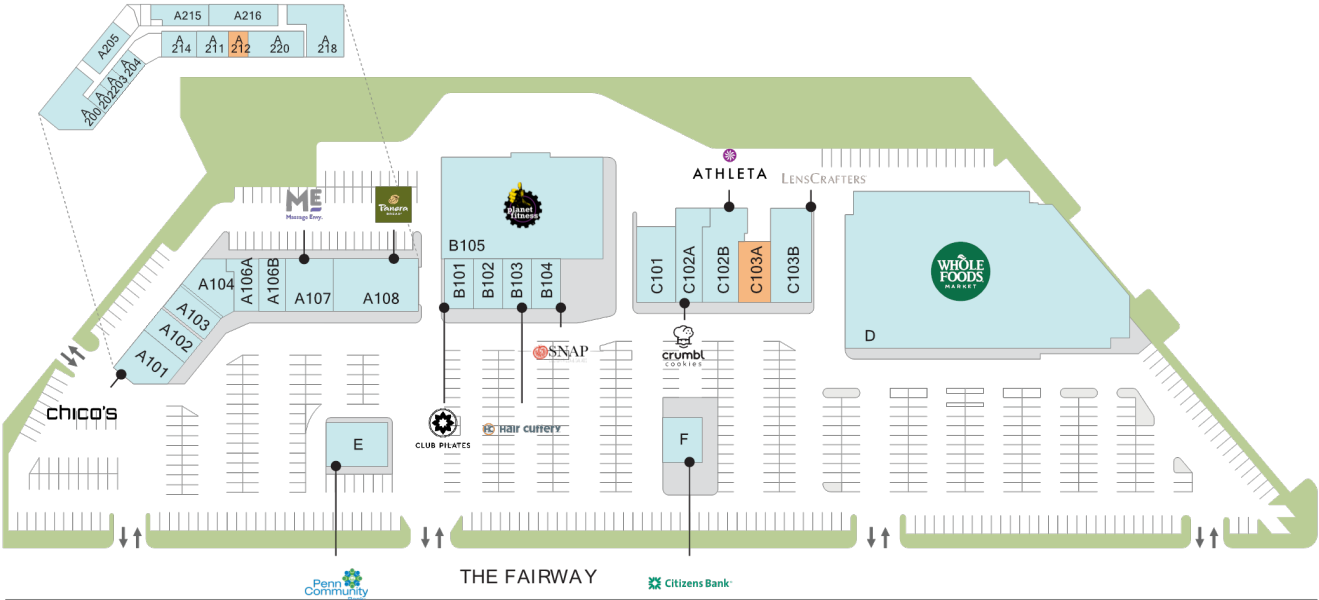 A215
A216
A205
A
214
A
211
A
212
A
220
A
218
A
204
A
203
A
202
A
200
ATHLETA
LENSCRAFTERS
ME
Massage Envy.
Panera
BREAD
planet
fitness
B105
B101
B102
B103
B104
C101
C102A
C102B
C103A
C103B
WHOLE
FOODS
MARKET
D
A104
A106A
A106B
A107
A108
A103
A102
A101
SNAP
crumbl
cookies
chico's
CLUB PILATES
HC Hair Cuttery
E
F
THE FAIRWAY
Penn
Community
Citizens Bank